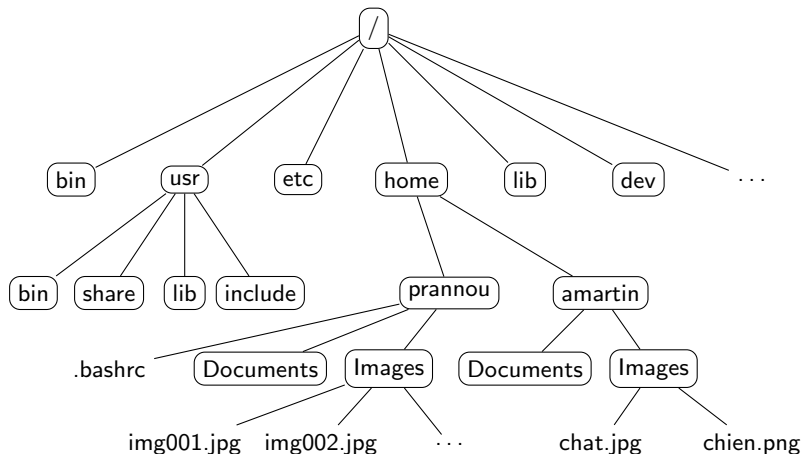 /
bin usr etc home lib dev ...
bin share lib include prannou amartin
.bashrc Documents Images Documents Images
img001.jpg img002.jpg ... chat.jpg chien.png